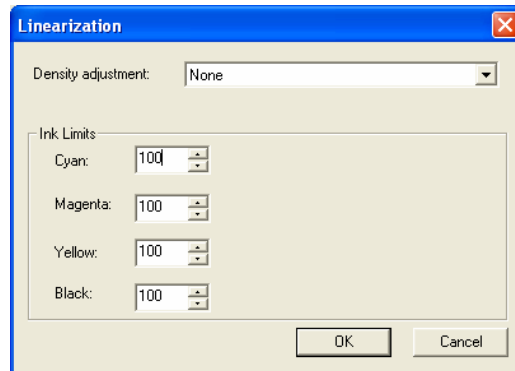 Linearization
Density adjustment: None
Ink Limits
Cyan: 100
Magenta: 100
Yellow: 100
Black: 100
OK Cancel